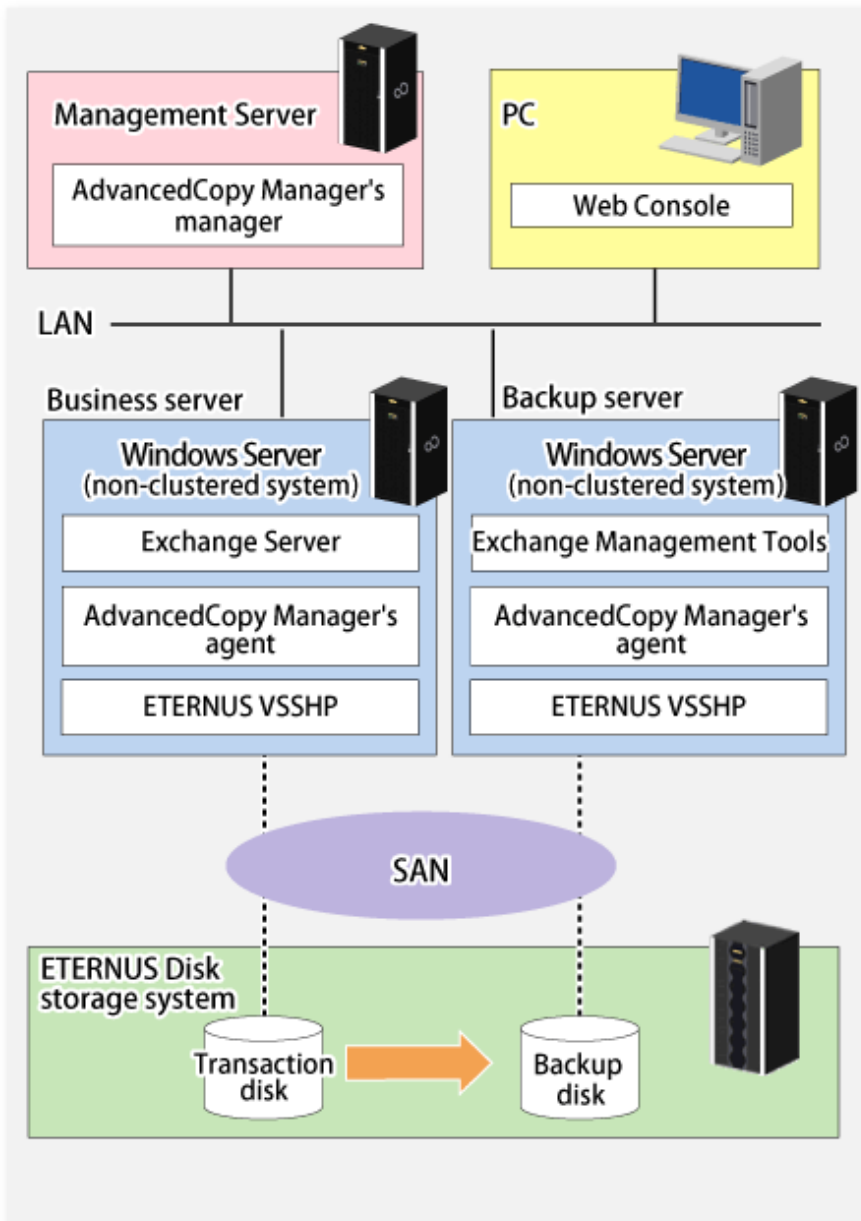 Management Server
AdvancedCopy Manager's
manager
PC
Web Console
LAN
Business server
Windows Server
(non-clustered system)
Exchange Server
AdvancedCopy Manager's
agent
ETERNUS VSSHP
Backup server
Windows Server
(non-clustered system)
Exchange Management Tools
AdvancedCopy Manager's
agent
ETERNUS VSSHP
SAN
ETERNUS Disk
storage system
Transaction
disk
Backup
disk